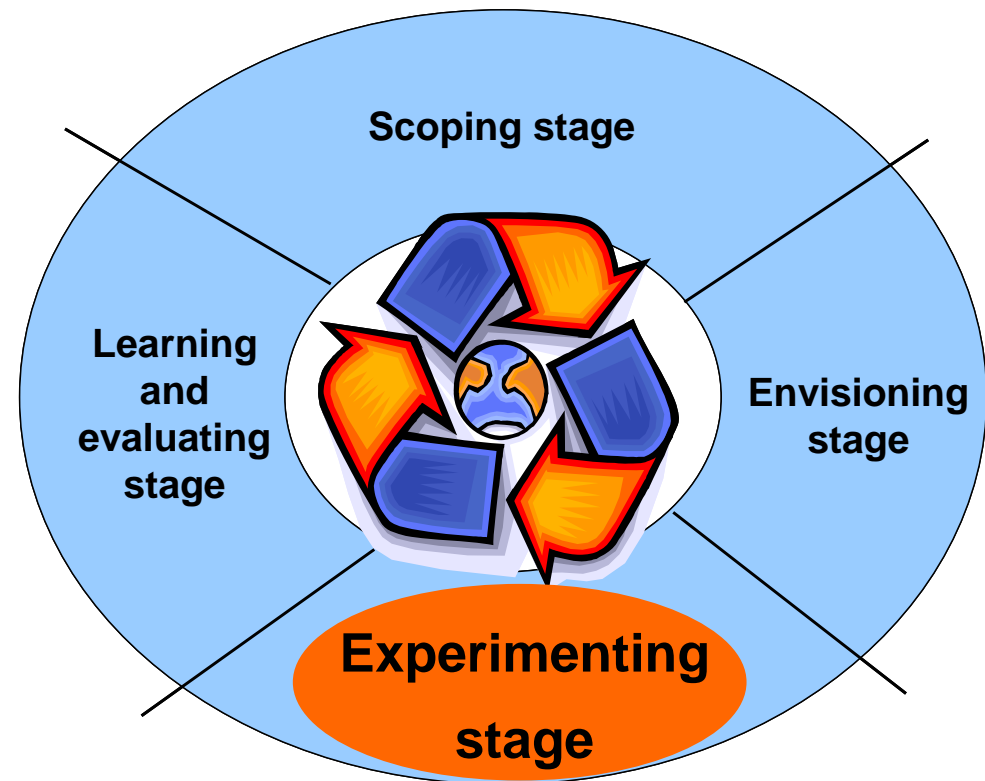 Scoping stage
Learning
and
evaluating
stage
Envisioning
stage
Experimenting
stage